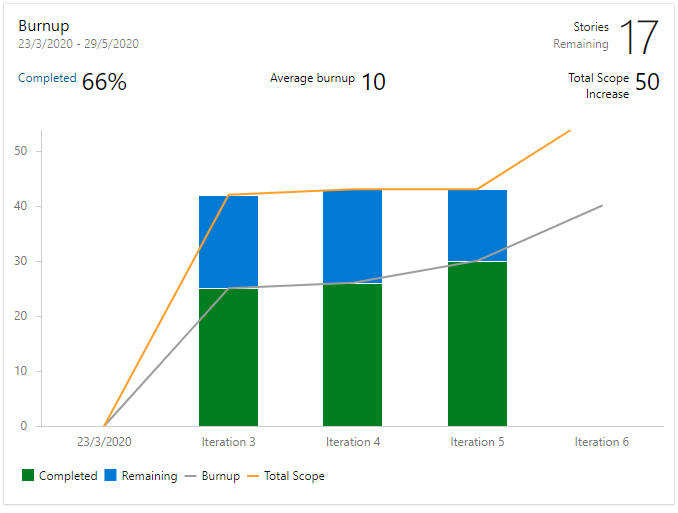 Burnup
23/3/2020 - 29/5/2020
Stories
Remaining
17
Completed 66%
Average burnup 10
Total Scope
Increase
50
50
40
30
20
10
0
23/3/2020 Iteration 3 Iteration 4 Iteration 5 Iteration 6
Completed Remaining Burnup Total Scope